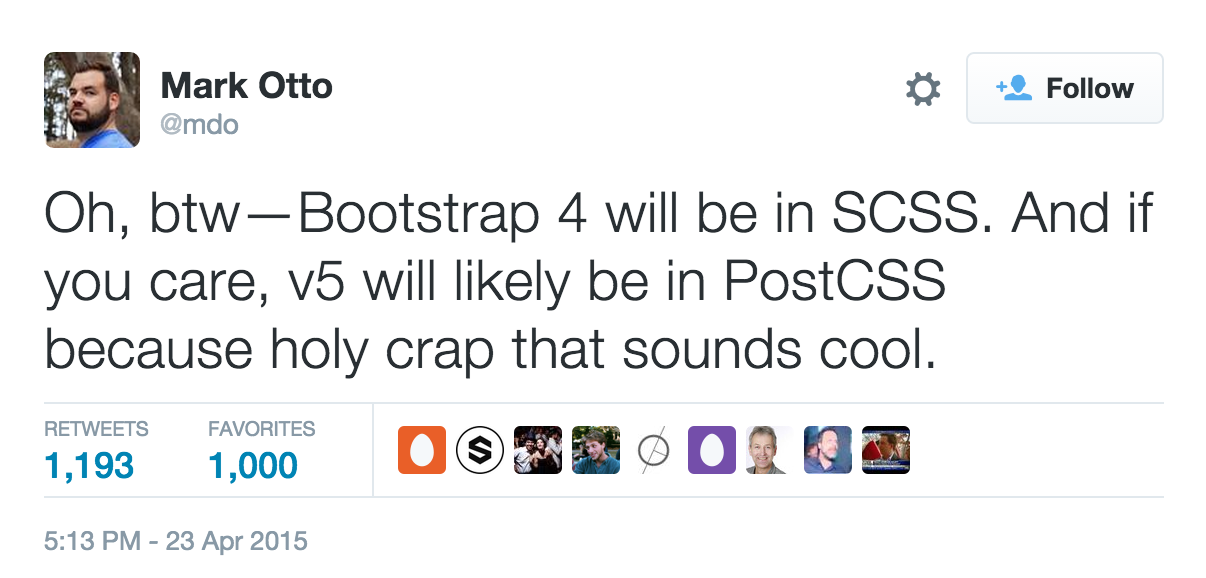 Mark Otto
@mdo
Follow
Oh, btw—Bootstrap 4 will be in SCSS. And if
you care, v5 will likely be in PostCSS
because holy crap that sounds cool.
RETWEETS FAVORITES
1,193 1,000
5:13 PM - 23 Apr 2015